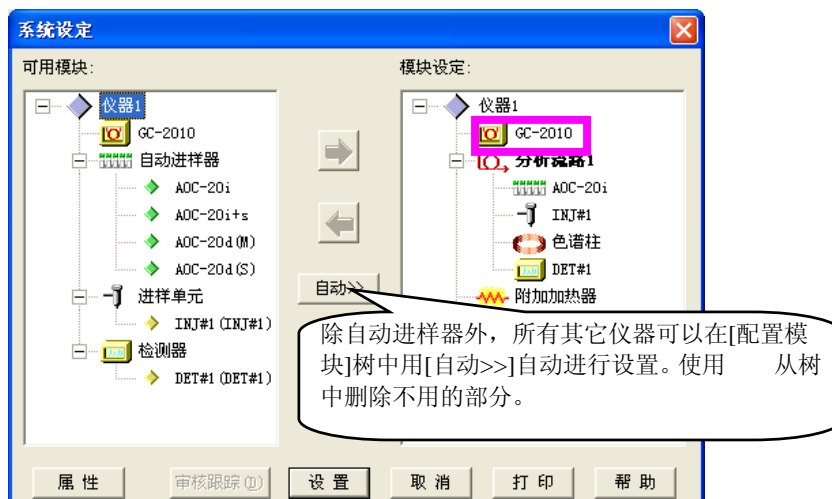 系统设定
可用模块:
仪器1
GC-2010
自动进样器
AOC-20i
AOC-20i+s
AOC-20d(M)
AOC-20d(S)
进样单元
INJ#1(INJ#1)
检测器
DET#1(DET#1)
自动>>
模块设定:
仪器1
GC-2010
分析流路1
AOC-20i
INJ#1
色谱柱
DET#1
附加加热器
除自动进样器外，所有其它仪器可以在[配置模
块]树中用[自动>>]自动进行设置。使用 从树
中删除不用的部分。
属 性 审核跟踪(D) 设 置 取 消 打 印 帮 助